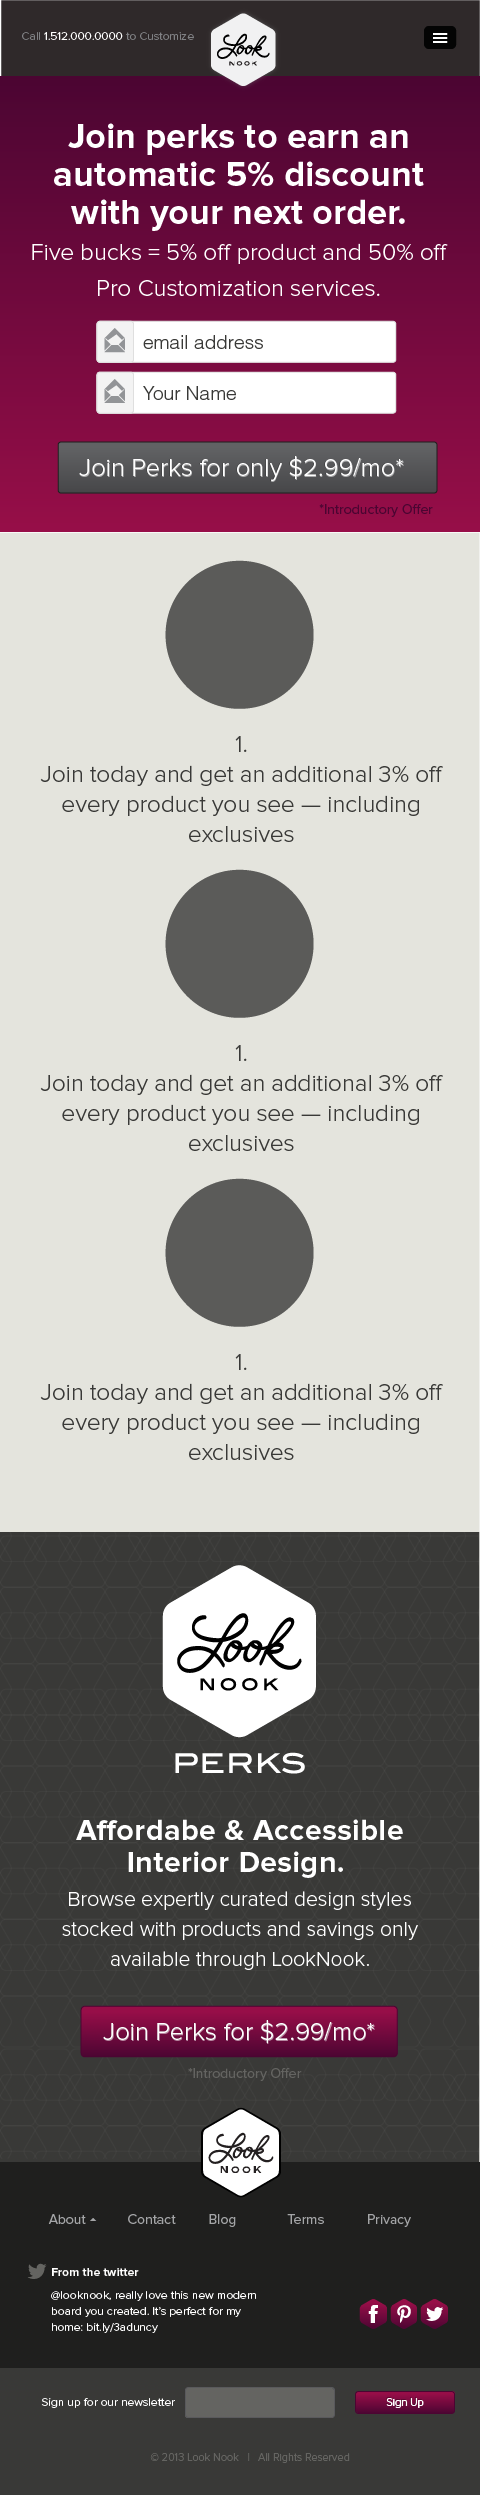 Call 1.512.000.0000 to Customize
Look
NOOK
Join perks to earn an
automatic 5% discount
with your next order.
Five bucks = 5% off product and 50% off
Pro Customization services.
email address
Your Name
Join Perks for only $2.99/mo*
*Introductory Offer
1.
Join today and get an additional 3% off
every product you see — including
exclusives
1.
Join today and get an additional 3% off
every product you see — including
exclusives
1.
Join today and get an additional 3% off
every product you see — including
exclusives
Look
NOOK
PERKS
Affordabe & Accessible
Interior Design.
Browse expertly curated design styles
stocked with products and savings only
available through LookNook.
Join Perks for $2.99/mo*
*Introductory Offer
Look
NOOK
About Contact Blog Terms Privacy
From the twitter
@looknook, really love this new modern
board you created. It's perfect for my
home: bit.ly/3aduncy
Sign up for our newsletter Sign Up
© 2013 Look Nook | All Rights Reserved